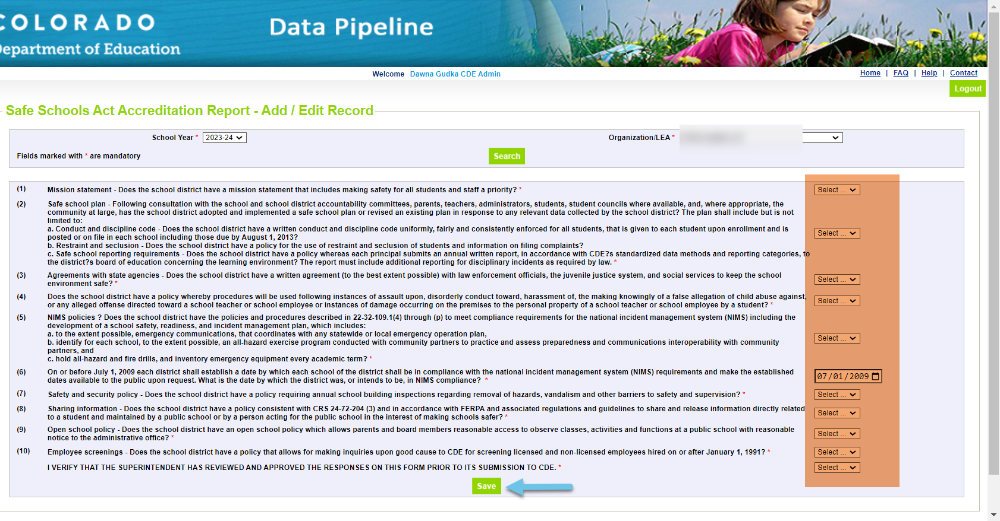 COLORADO
Department of Education
Data Pipeline
Welcome Dawna Gudka CDE Admin
Home | FAQ | Help | Contact
Logout
Safe Schools Act Accreditation Report - Add / Edit Record
School Year * 2023-24
Organization/LEA *
Fields marked with * are mandatory
Search
(1) Mission statement - Does the school district have a mission statement that includes making safety for all students and staff a priority? * Select ...
(2) Safe school plan - Following consultation with the school and school district accountability committees, parents, teachers, administrators, students, student councils where available, and, where appropriate, the
community at large, has the school district adopted and implemented a safe school plan or revised an existing plan in response to any relevant data collected by the school district? The plan shall include but is not
limited to:
a. Conduct and discipline code - Does the school district have a written conduct and discipline code uniformly, fairly and consistently enforced for all students, that is given to each student upon enrollment and is
posted or on file in each school including those due by August 1, 2013? Select ...
b. Restraint and seclusion - Does the school district have a policy for the use of restraint and seclusion of students and information on filing complaints?
c. Safe school reporting requirements - Does the school district have a policy whereas each principal submits an annual written report, in accordance with CDE?s standardized data methods and reporting categories, to
the district?s board of education concerning the learning environment? The report must include additional reporting for disciplinary incidents as required by law. *
(3) Agreements with state agencies - Does the school district have a written agreement (to the best extent possible) with law enforcement officials, the juvenile justice system, and social services to keep the school
environment safe? * Select ...
(4) Does the school district have a policy whereby procedures will be used following instances of assault upon, disorderly conduct toward, harassment of, the making knowingly of a false allegation of child abuse against,
or any alleged offense directed toward a school teacher or school employee or instances of damage occurring on the premises to the personal property of a school teacher or school employee by a student? * Select ...
(5) NIMS policies ? Does the school district have the policies and procedures described in 22-32-109.1(4) through (p) to meet compliance requirements for the national incident management system (NIMS) including the
development of a school safety, readiness, and incident management plan, which includes:
a. to the extent possible, emergency communications, that coordinates with any statewide or local emergency operation plan,
b. identify for each school, to the extent possible, an all-hazard exercise program conducted with community partners to practice and assess preparedness and communications interoperability with community Select ...
partners, and
c. hold all-hazard and fire drills, and inventory emergency equipment every academic term? *
(6) On or before July 1, 2009 each district shall establish a date by which each school of the district shall be in compliance with the national incident management system (NIMS) requirements and make the established
dates available to the public upon request. What is the date by which the district was, or intends to be, in NIMS compliance? * 07/01/2009
(7) Safety and security policy - Does the school district have a policy requiring annual school building inspections regarding removal of hazards, vandalism and other barriers to safety and supervision? * Select ...
(8) Sharing information - Does the school district have a policy consistent with CRS 24-72-204 (3) and in accordance with FERPA and associated regulations and guidelines to share and release information directly related
to a student and maintained by a public school or by a person acting for the public school in the interest of making schools safer? * Select ...
(9) Open school policy - Does the school district have an open school policy which allows parents and board members reasonable access to observe classes, activities and functions at a public school with reasonable
notice to the administrative office? * Select ...
(10) Employee screenings - Does the school district have a policy that allows for making inquiries upon good cause to CDE for screening licensed and non-licensed employees hired on or after January 1, 1991? * Select ...
I VERIFY THAT THE SUPERINTENDENT HAS REVIEWED AND APPROVED THE RESPONSES ON THIS FORM PRIOR TO ITS SUBMISSION TO CDE. * Select ...
Save